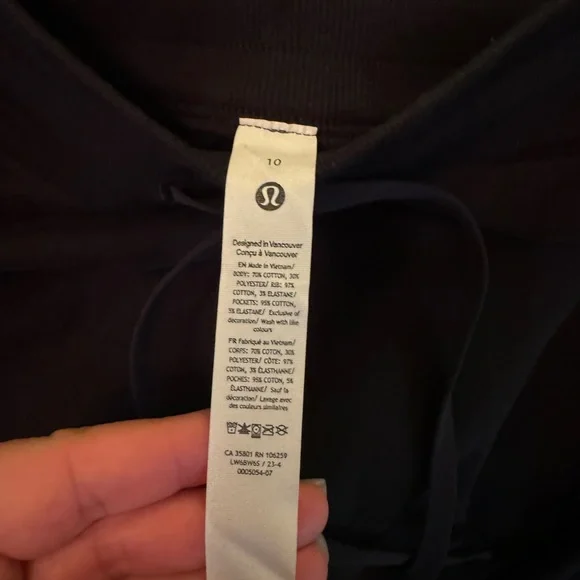 10
Designed in Vancouver
Conçu à Vancouver
EN Made in Vietnam/
BODY: 70% COTTON, 30%
POLYESTER/ RIB: 97%
COTTON, 3% ELASTANE/
POCKETS: 95% COTTON,
5% ELASTANE/ Exclusive of
decoration/ Wash with like
colours
FR Fabriqué au Vietnam/
CORPS: 70% COTON, 30%
POLYESTER/ CÔTE: 97%
COTON, 3% ÉLASTHANNE/
POCHES: 95% COTON, 5%
ÉLASTHANNE/ Sauf la
décoration/ Lavage avec
des couleurs similaires
CA 35801 RN 106259
LW6BW6S / 23-4
0005054-07